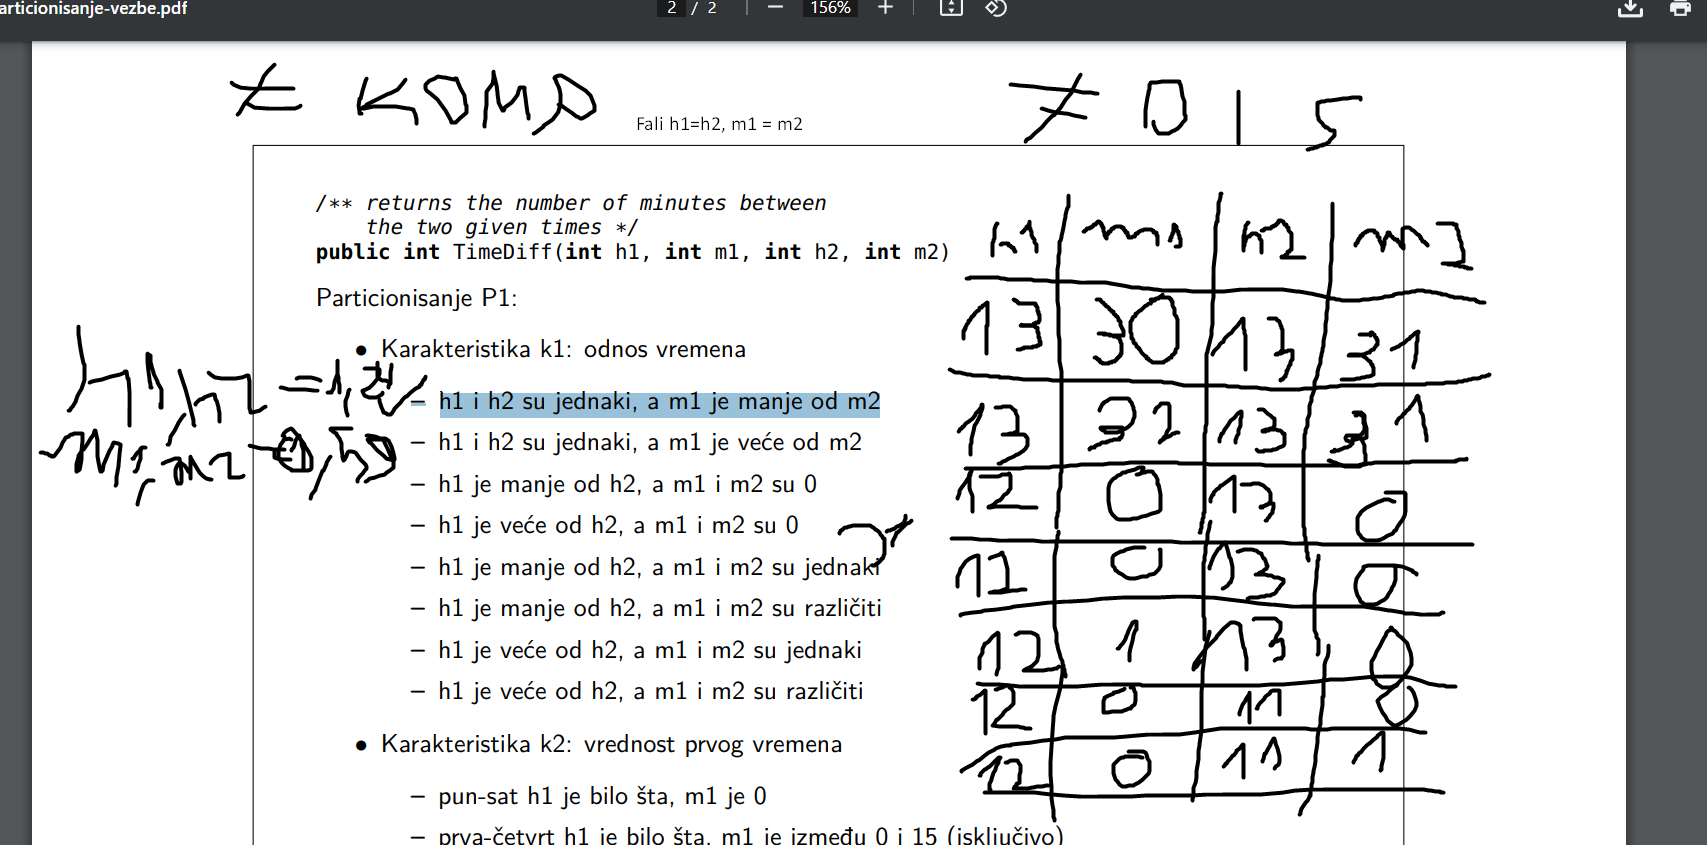 articionisanje-vezbe.pdf
2 / 2 — 156% +
≠ KOMO
≠ 0 1 5
Fali h1=h2, m1 = m2
/** returns the number of minutes between
the two given times */
public int TimeDiff(int h1, int m1, int h2, int m2)
Particionisanje P1:
• Karakteristika k1: odnos vremena
– h1 i h2 su jednaki, a m1 je manje od m2
– h1 i h2 su jednaki, a m1 je veće od m2
– h1 je manje od h2, a m1 i m2 su 0
– h1 je veće od h2, a m1 i m2 su 0
– h1 je manje od h2, a m1 i m2 su jednaki
– h1 je manje od h2, a m1 i m2 su različiti
– h1 je veće od h2, a m1 i m2 su jednaki
– h1 je veće od h2, a m1 i m2 su različiti
• Karakteristika k2: vrednost prvog vremena
– pun-sat h1 je bilo šta, m1 je 0
– prva-četvrt h1 je bilo šta, m1 je između 0 i 15 (isključivo)
h1, h2 =
m1, m2
h1 m1 h2 m2
13 30 13 31
13 32 13 31
12 0 13 0
12 0 13 0
12 1 13 0
12 0 11 0
12 0 11 1